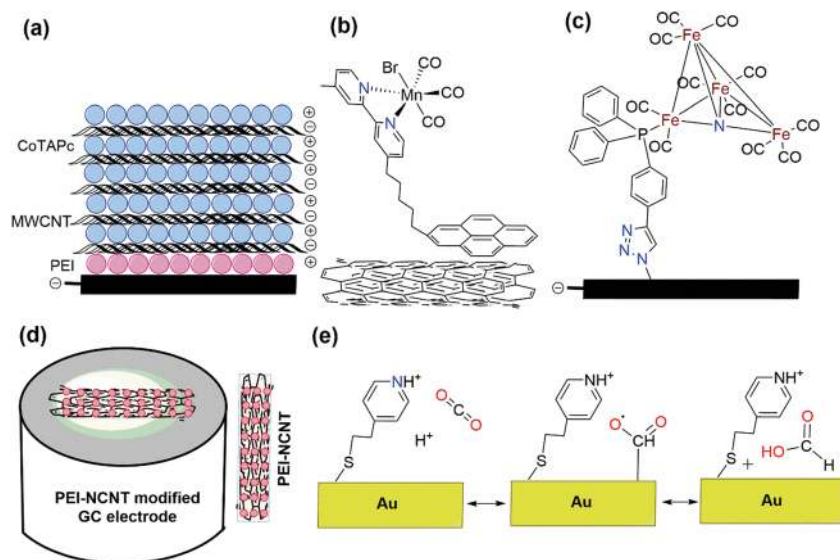 (a)
CoTAPc
MWCNT
PEI
⊕
⊖
⊕
⊖
⊕
⊖
⊕
⊖
⊕
⊖
⊕
⊖
(b)
Br
CO
N
Mn
CO
N
CO
(c)
OC
Fe
CO
OC
CO
OC
CO
Fe
CO
OC
Fe
N
P
OC
Fe
CO
OC
CO
N
N
N
⊖
(d)
PEI-NCNT modified
GC electrode
PEI-NCNT
(e)
NH+
O
C
O
H+
S
Au
NH+
O
O
CH
S
Au
NH+
O
HO
H
S
+
Au